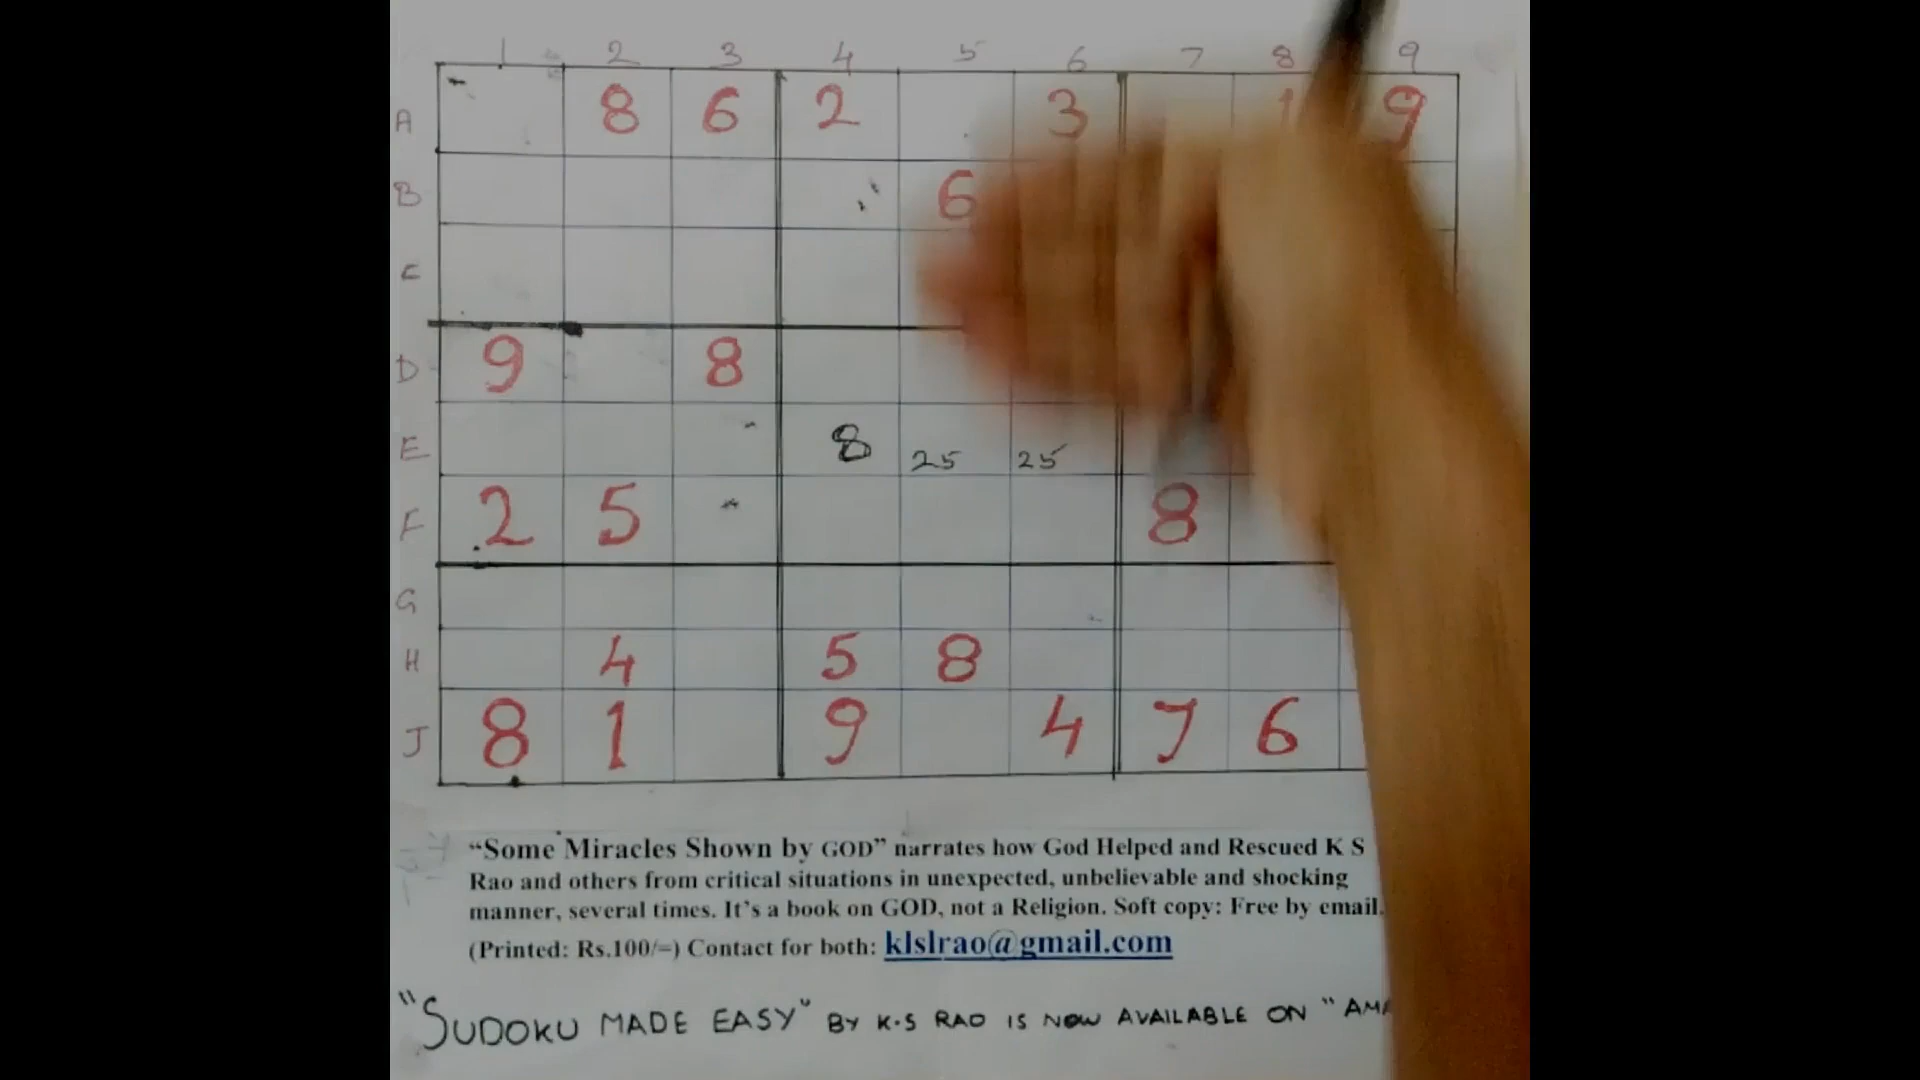 1 2 3 4 5 6 7 8 9
A 8 6 2 3 1 9
B 6
C
D 9 8
E 8 25 25
F 2 5 8
G
H 4 5 8
J 8 1 9 4 7 6
“Some Miracles Shown by GOD” narrates how God Helped and Rescued K S
Rao and others from critical situations in unexpected, unbelievable and shocking
manner, several times. It’s a book on GOD, not a Religion. Soft copy: Free by email.
(Printed: Rs.100/=) Contact for both: klslrao@gmail.com
"SUDOKU MADE EASY" BY K.S RAO IS NOW AVAILABLE ON "